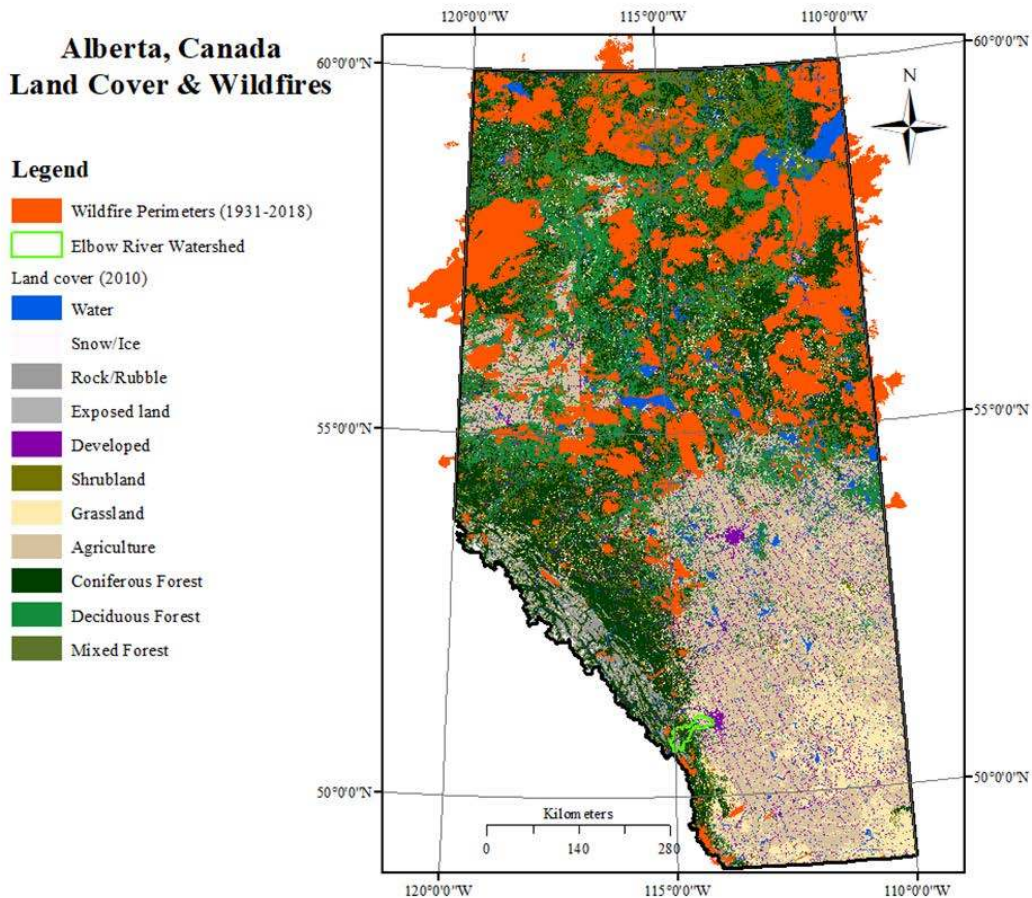 Alberta, Canada
Land Cover & Wildfires
Legend
Wildfire Perimeters (1931-2018)
Elbow River Watershed
Land cover (2010)
Water
Snow/Ice
Rock/Rubble
Exposed land
Developed
Shrubland
Grassland
Agriculture
Coniferous Forest
Deciduous Forest
Mixed Forest
120°0'0"W 115°0'0"W 110°0'0"W
60°0'0"N 60°0'0"N
N
55°0'0"N 55°0'0"N
50°0'0"N 50°0'0"N
Kilometers
0 140 280
120°0'0"W 115°0'0"W 110°0'0"W